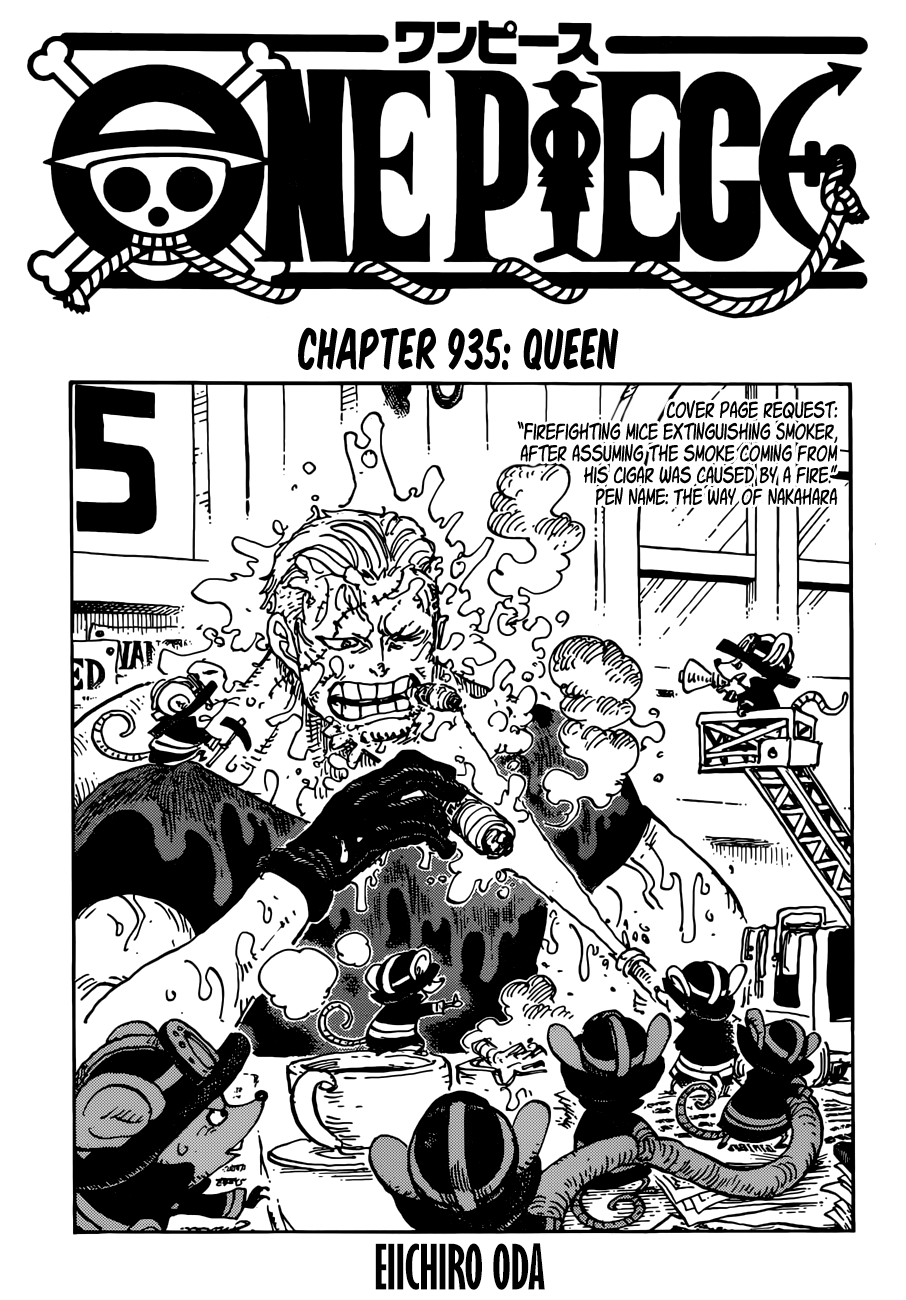 ワンピース
ONE PIECE
CHAPTER 935: QUEEN
5
COVER PAGE REQUEST:
"FIREFIGHTING MICE EXTINGUISHING SMOKER,
AFTER ASSUMING THE SMOKE COMING FROM
HIS CIGAR WAS CAUSED BY A FIRE."
PEN NAME: THE WAY OF NAKAHARA
WAN
ED
EIICHIRO ODA